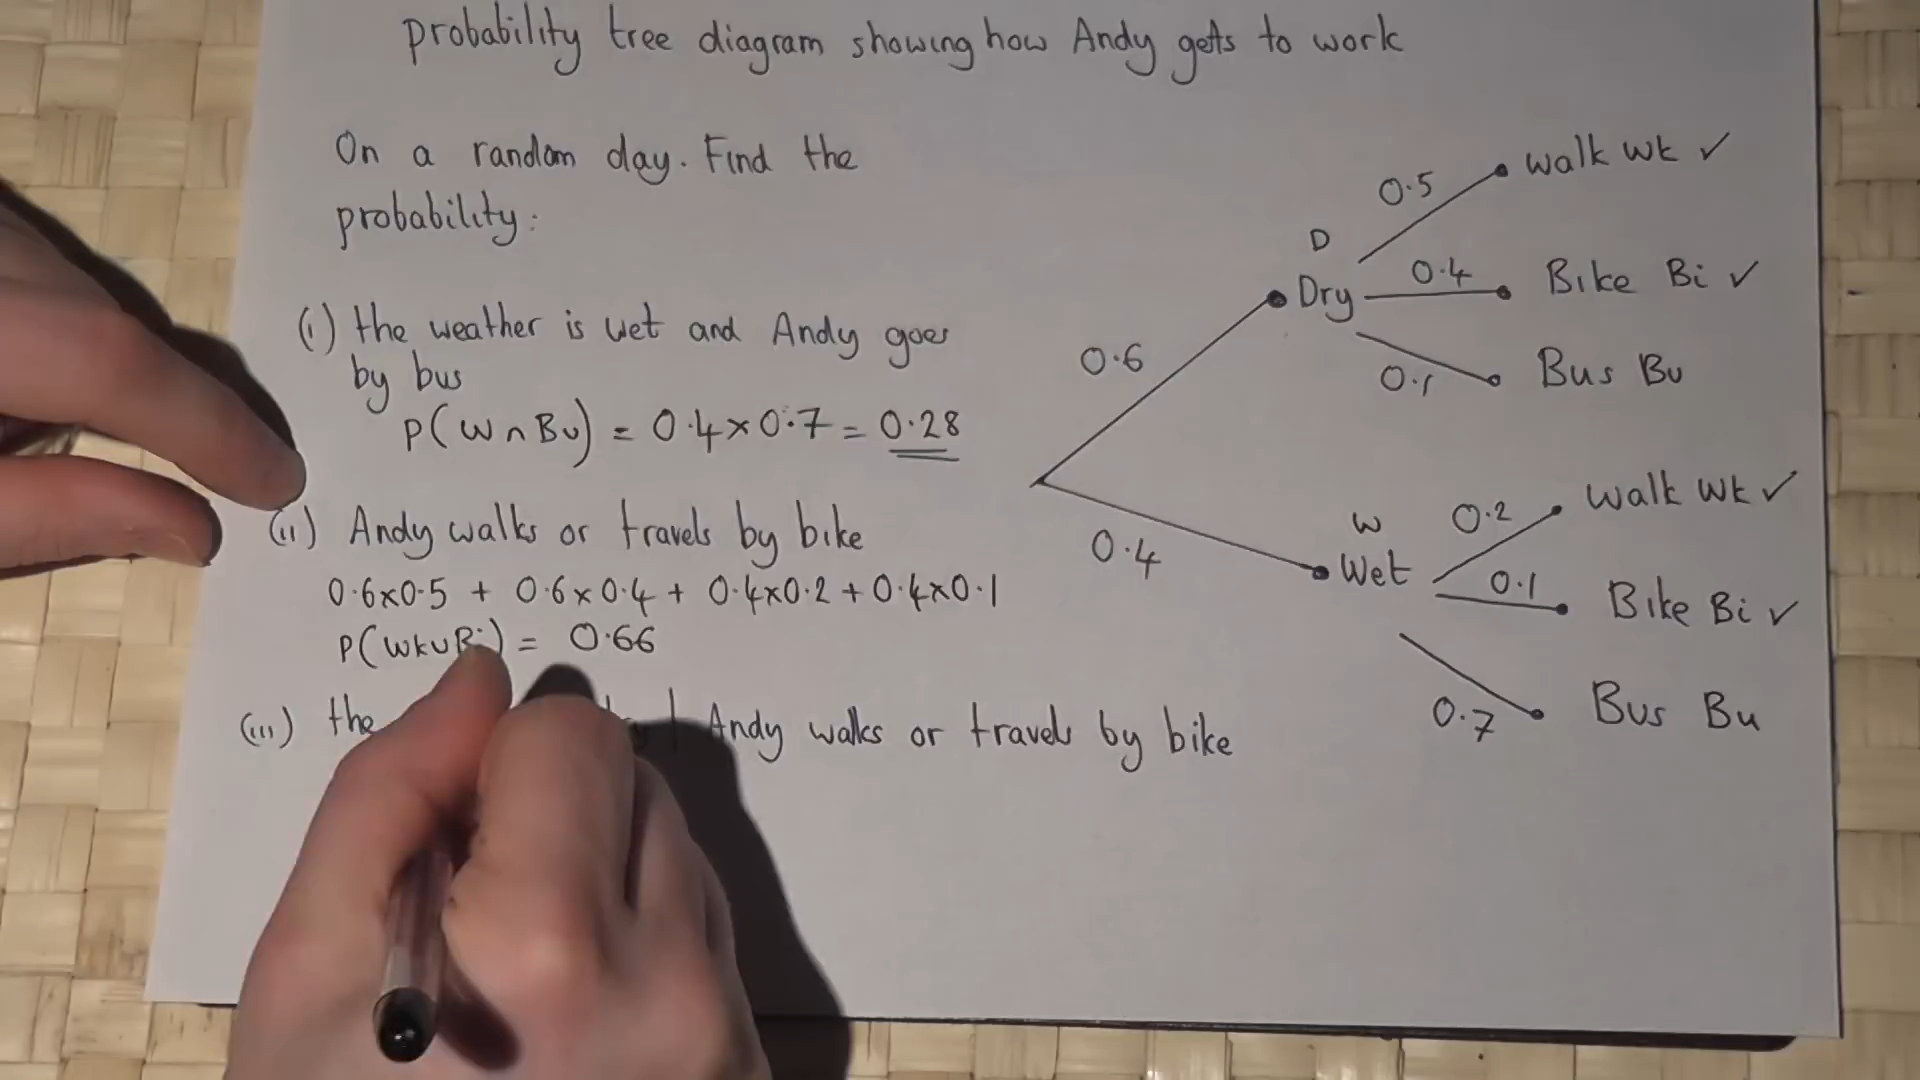 probability tree diagram showing how Andy gets to work
On a random day. Find the
probability:
(i) the weather is wet and Andy goes
by bus
P(W∩Bu) = 0.4×0.7 = 0.28
(ii) Andy walks or travels by bike
0.6×0.5 + 0.6×0.4 + 0.4×0.2 + 0.4×0.1
P(WkuBi) = 0.66
(iii) the | Andy walks or travels by bike
0.6
D
Dry
0.5
Walk Wk ✓
0.4
Bike Bi ✓
0.1
Bus Bu
0.4
W
Wet
0.2
Walk Wk ✓
0.1
Bike Bi ✓
0.7
Bus Bu